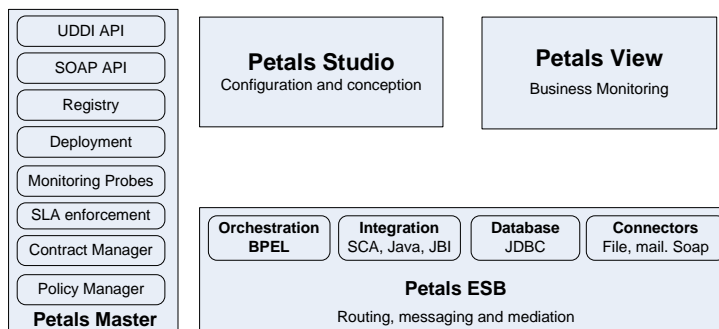 UDDI API
SOAP API
Registry
Deployment
Monitoring Probes
SLA enforcement
Contract Manager
Policy Manager
Petals Master
Petals Studio
Configuration and conception
Petals View
Business Monitoring
Orchestration
BPEL
Integration
SCA, Java, JBI
Database
JDBC
Connectors
File, mail. Soap
Petals ESB
Routing, messaging and mediation